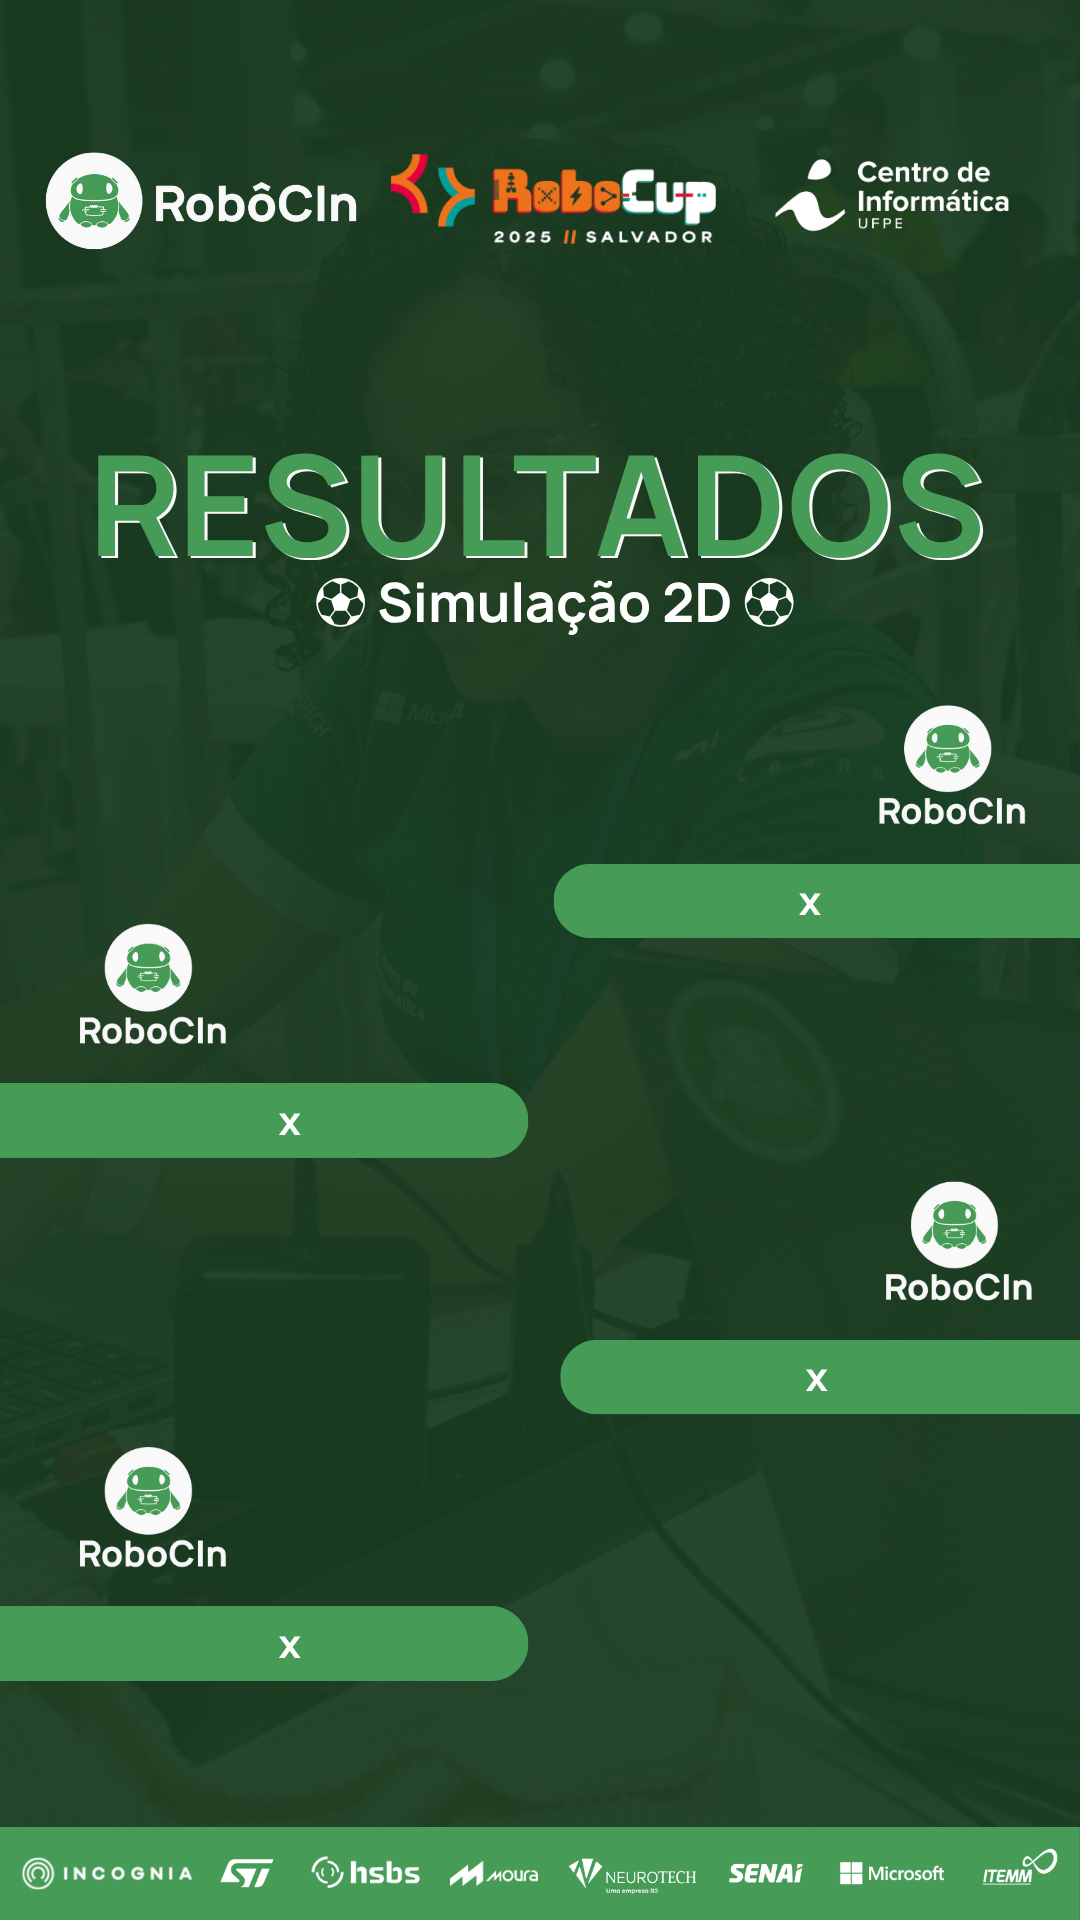 RobôCIn
RoboCup
2025 // SALVADOR
Centro de
Informática
UFPE
RESULTADOS
Simulação 2D
RoboCIn
x
RoboCIn
x
RoboCIn
x
RoboCIn
x
INCOGNIA
ST
hsbs
moura
NEUROTECH
Uma empresa B3
SENAI
Microsoft
ITEMM